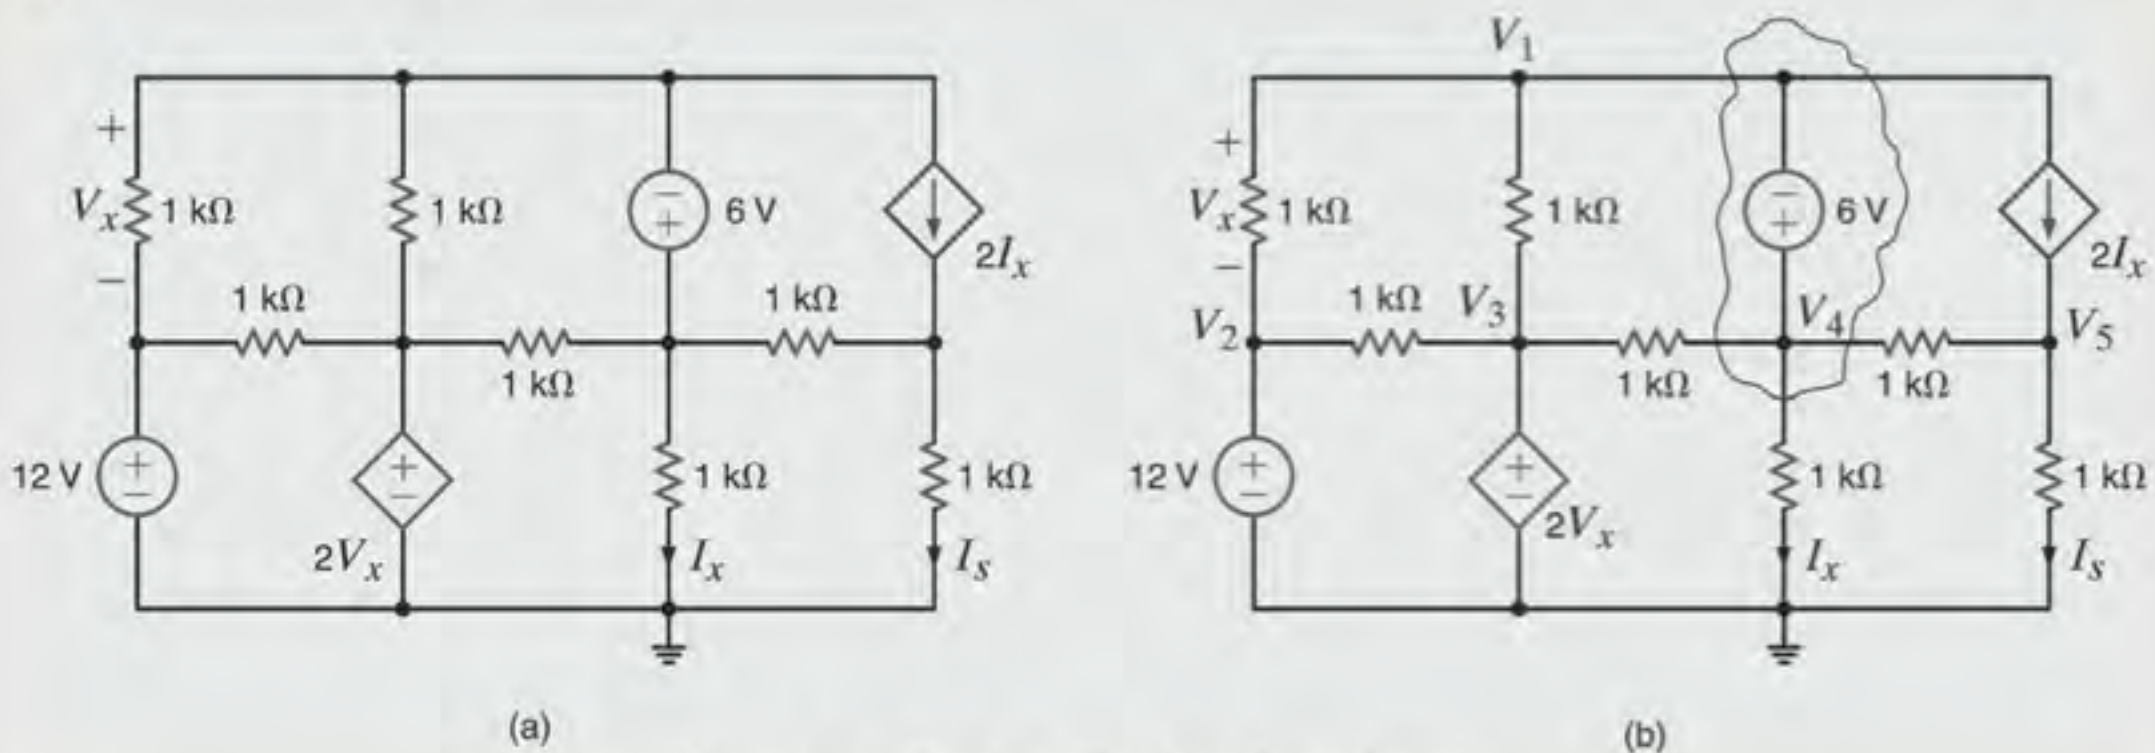 V1
+ +
Vx 1 kΩ 1 kΩ − + 6 V Vx 1 kΩ 1 kΩ − + 6 V
2Ix 2Ix
− −
1 kΩ 1 kΩ 1 kΩ
V2 V3 V4 V5
1 kΩ 1 kΩ 1 kΩ
12 V + − + − 1 kΩ 1 kΩ 12 V + − + − 1 kΩ 1 kΩ
2Vx Ix Is 2Vx Ix Is
(a) (b)